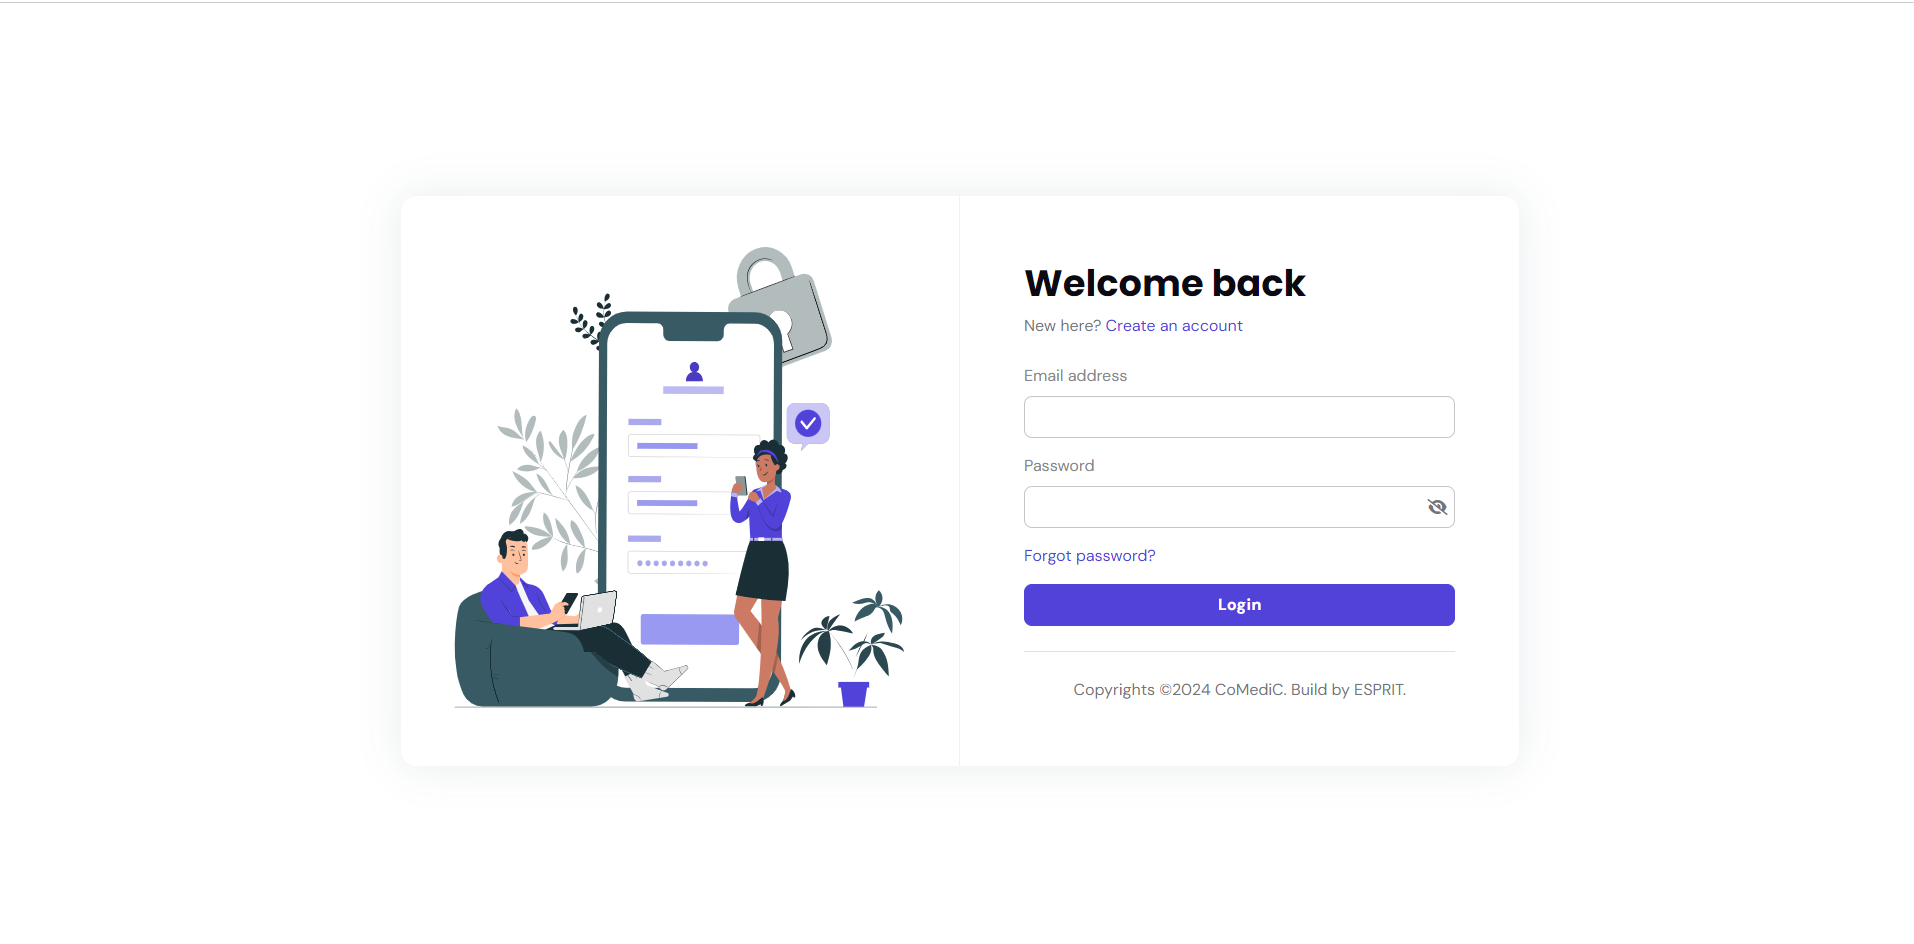 Welcome back
New here? Create an account
Email address
Password
Forgot password?
Login
Copyrights ©2024 CoMediC. Build by ESPRIT.